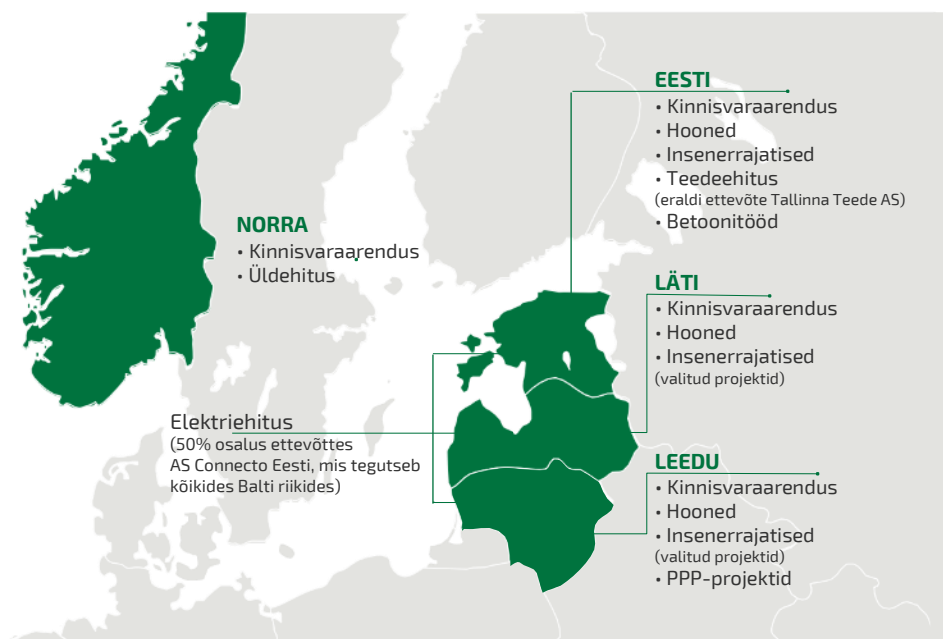 EESTI
• Kinnisvaraarendus
• Hooned
• Insenerrajatised
• Teedeehitus
(eraldi ettevõte Tallinna Teede AS)
• Betoonitööd
NORRA
• Kinnisvaraarendus
• Üldehitus
LÄTI
• Kinnisvaraarendus
• Hooned
• Insenerrajatised
(valitud projektid)
Elektriehitus
(50% osalus ettevõttes
AS Connecto Eesti, mis tegutseb
kõikides Balti riikides)
LEEDU
• Kinnisvaraarendus
• Hooned
• Insenerrajatised
(valitud projektid)
• PPP-projektid